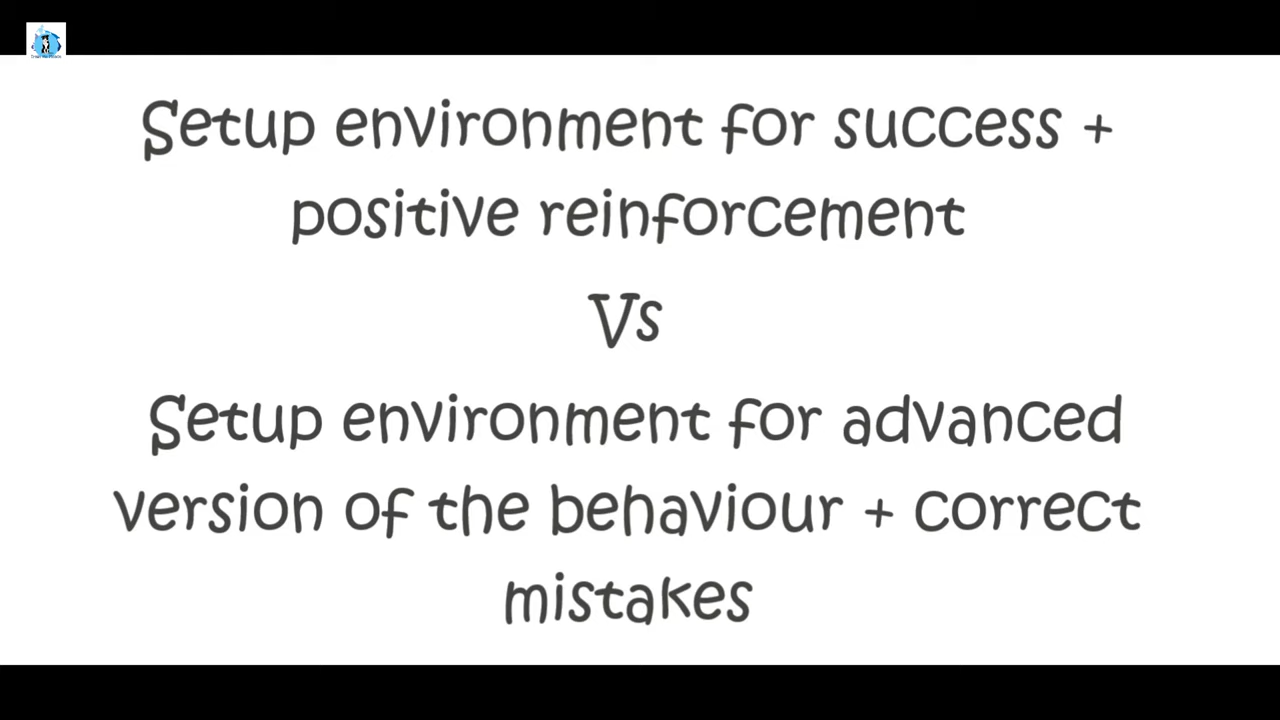 Setup environment for success +
positive reinforcement
Vs
Setup environment for advanced
version of the behaviour + correct
mistakes